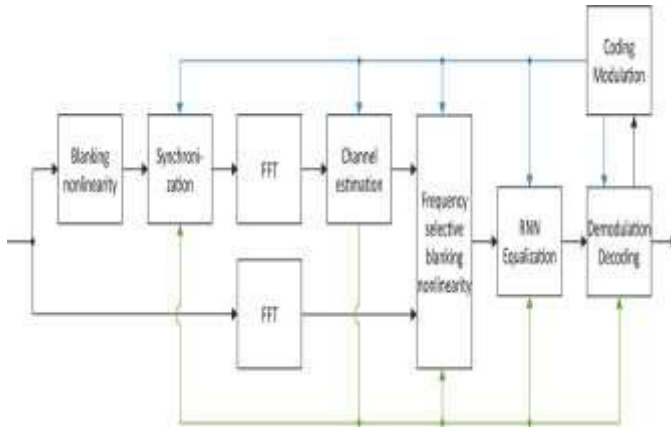 Coding
Modulation
Blanking
nonlinearity
Synchroni-
zation
FFT
Channel
estimation
Frequency
selective
blanking
nonlinearity
RNN
Equalization
Demodulation
Decoding
FFT